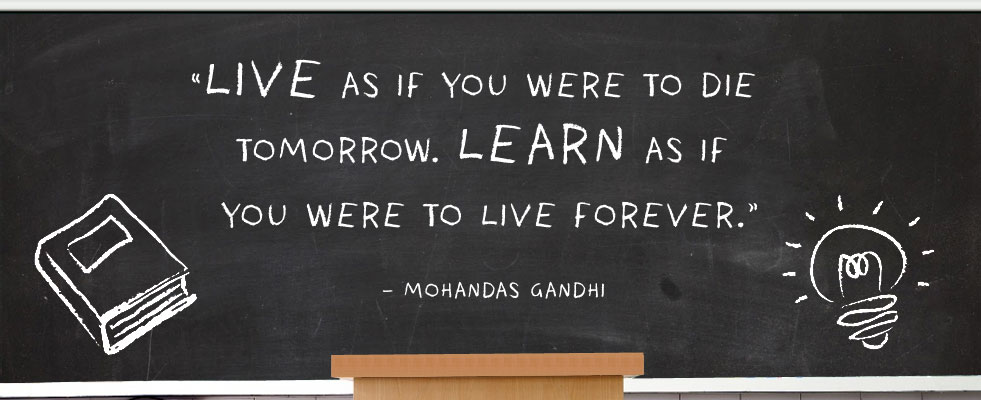 “LIVE AS IF YOU WERE TO DIE
TOMORROW. LEARN AS IF
YOU WERE TO LIVE FOREVER.”
– MOHANDAS GANDHI